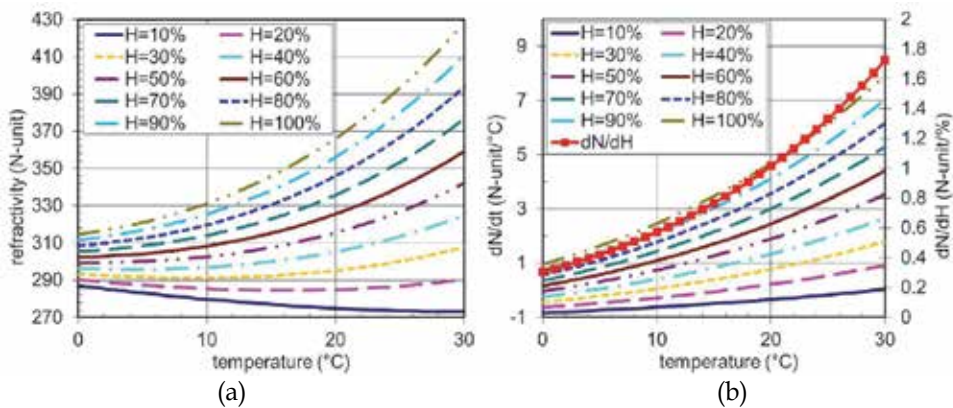 430
410
390
370
350
330
310
290
270
refractivity (N-unit)
H=10% H=20%
H=30% H=40%
H=50% H=60%
H=70% H=80%
H=90% H=100%
0 10 20 30
temperature (°C)
(a)
9
7
5
3
1
-1
dN/dt (N-unit/°C)
H=10% H=20%
H=30% H=40%
H=50% H=60%
H=70% H=80%
H=90% H=100%
dN/dH
2
1.8
1.6
1.4
1.2
1
0.8
0.6
0.4
0.2
0
dN/dH (N-unit/%)
0 10 20 30
temperature (°C)
(b)